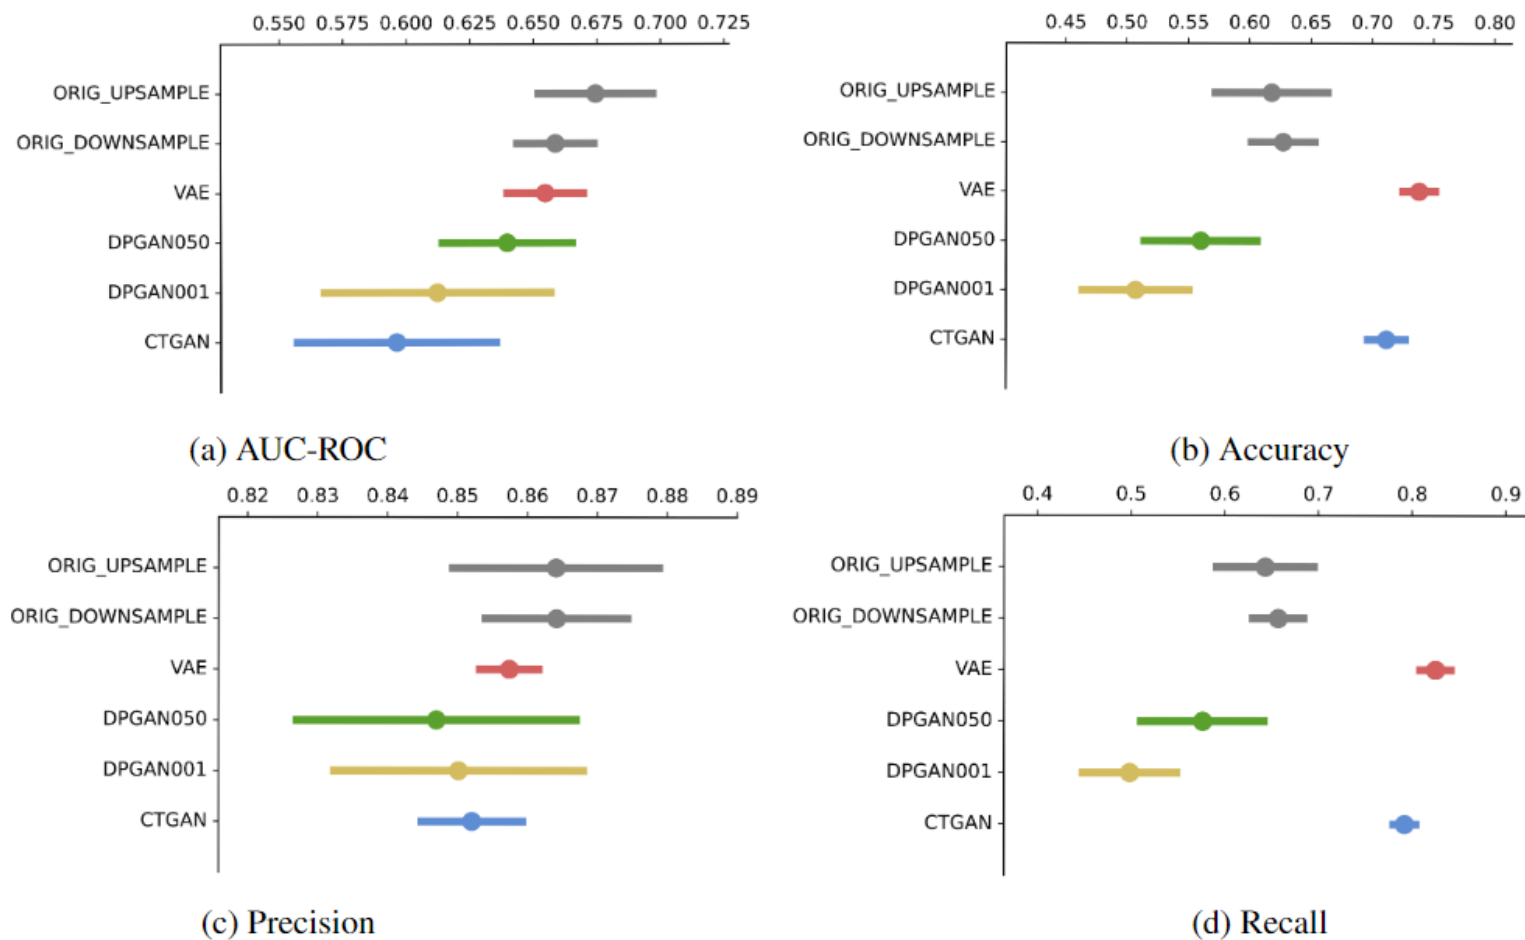 0.550 0.575 0.600 0.625 0.650 0.675 0.700 0.725
ORIG_UPSAMPLE
ORIG_DOWNSAMPLE
VAE
DPGAN050
DPGAN001
CTGAN
(a) AUC-ROC
0.45 0.50 0.55 0.60 0.65 0.70 0.75 0.80
ORIG_UPSAMPLE
ORIG_DOWNSAMPLE
VAE
DPGAN050
DPGAN001
CTGAN
(b) Accuracy
0.82 0.83 0.84 0.85 0.86 0.87 0.88 0.89
ORIG_UPSAMPLE
ORIG_DOWNSAMPLE
VAE
DPGAN050
DPGAN001
CTGAN
(c) Precision
0.4 0.5 0.6 0.7 0.8 0.9
ORIG_UPSAMPLE
ORIG_DOWNSAMPLE
VAE
DPGAN050
DPGAN001
CTGAN
(d) Recall